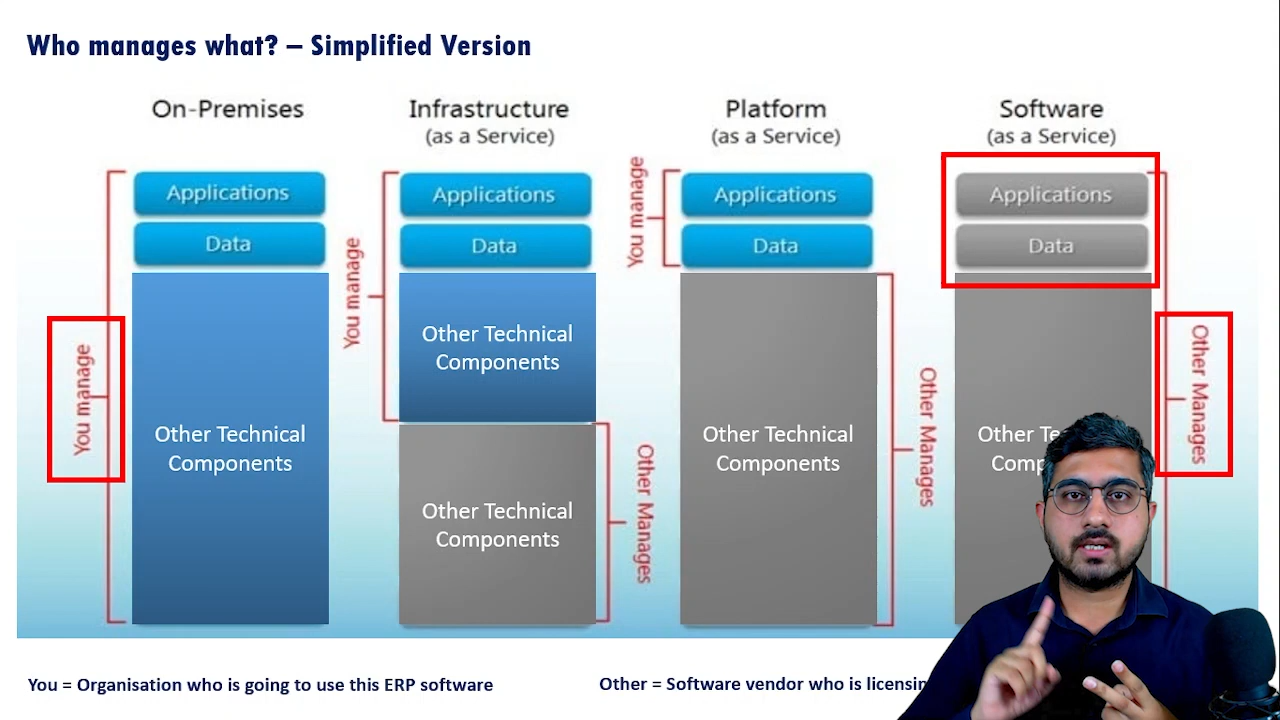 Who manages what? – Simplified Version
On-Premises
Infrastructure
(as a Service)
Platform
(as a Service)
Software
(as a Service)
You manage
Applications
Data
Other Technical
Components
You manage
Applications
Data
Other Technical
Components
Other Technical
Components
Other Manages
You manage
Applications
Data
Other Technical
Components
Other Manages
Applications
Data
Other
Other Manages
You = Organisation who is going to use this ERP software
Other = Software vendor who is